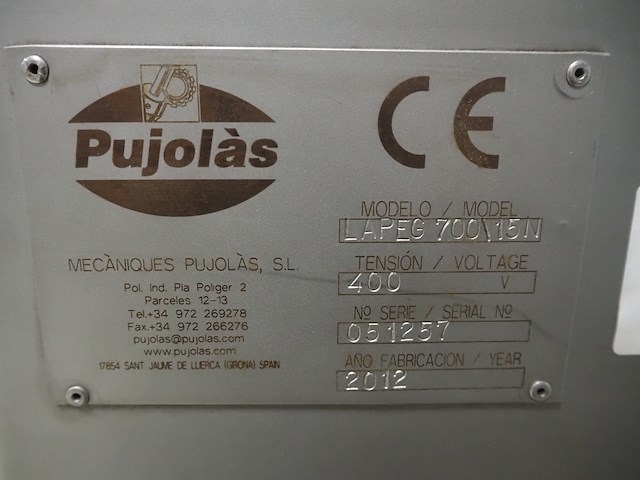 Pujolàs
CE
MECÀNIQUES PUJOLÀS, S.L.
Pol. Ind. Pla Poliger 2
Parceles 12-13
Tel.+34 972 269278
Fax.+34 972 266276
pujolas@pujolas.com
www.pujolas.com
17854 SANT JAUME DE LLIERCA (GIRONA) SPAIN
MODELO / MODEL
LAPEG 700\15N
TENSIÓN / VOLTAGE
400 V
Nº SERIE / SERIAL Nº
051257
AÑO FABRICACIÓN / YEAR
2012